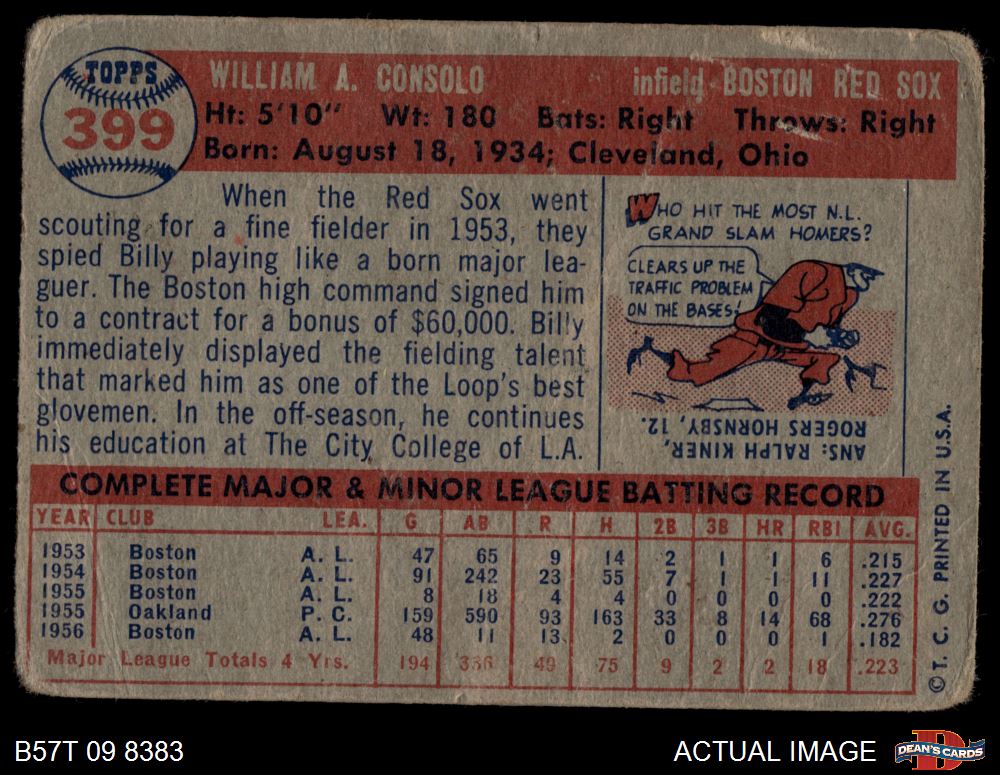 TOPPS
399
WILLIAM A. CONSOLO infield BOSTON RED SOX
Ht: 5'10" Wt: 180 Bats: Right Throws: Right
Born: August 18, 1934; Cleveland, Ohio
When the Red Sox went
scouting for a fine fielder in 1953, they
spied Billy playing like a born major lea-
guer. The Boston high command signed him
to a contract for a bonus of $60,000. Billy
immediately displayed the fielding talent
that marked him as one of the Loop's best
glovemen. In the off-season, he continues
his education at The City College of L.A.
WHO HIT THE MOST N.L.
GRAND SLAM HOMERS?
CLEARS UP THE
TRAFFIC PROBLEM
ON THE BASES!
ANS: RALPH KINER,
ROGERS HORNSBY, 12.
COMPLETE MAJOR & MINOR LEAGUE BATTING RECORD
YEAR CLUB LEA. G AB R H 2B 3B HR RBI AVG.
1953 Boston A. L. 47 65 9 14 2 1 1 6 .215
1954 Boston A. L. 91 242 23 55 7 1 1 11 .227
1955 Boston A. L. 8 18 4 4 0 0 0 0 .222
1955 Oakland P. C. 159 590 93 163 33 8 14 68 .276
1956 Boston A. L. 48 11 13 2 0 0 0 1 .182
Major League Totals 4 Yrs. 194 336 49 75 9 2 2 18 .223
© T. C. G. PRINTED IN U.S.A.
B57T 09 8383
ACTUAL IMAGE
D
DEAN'S CARDS